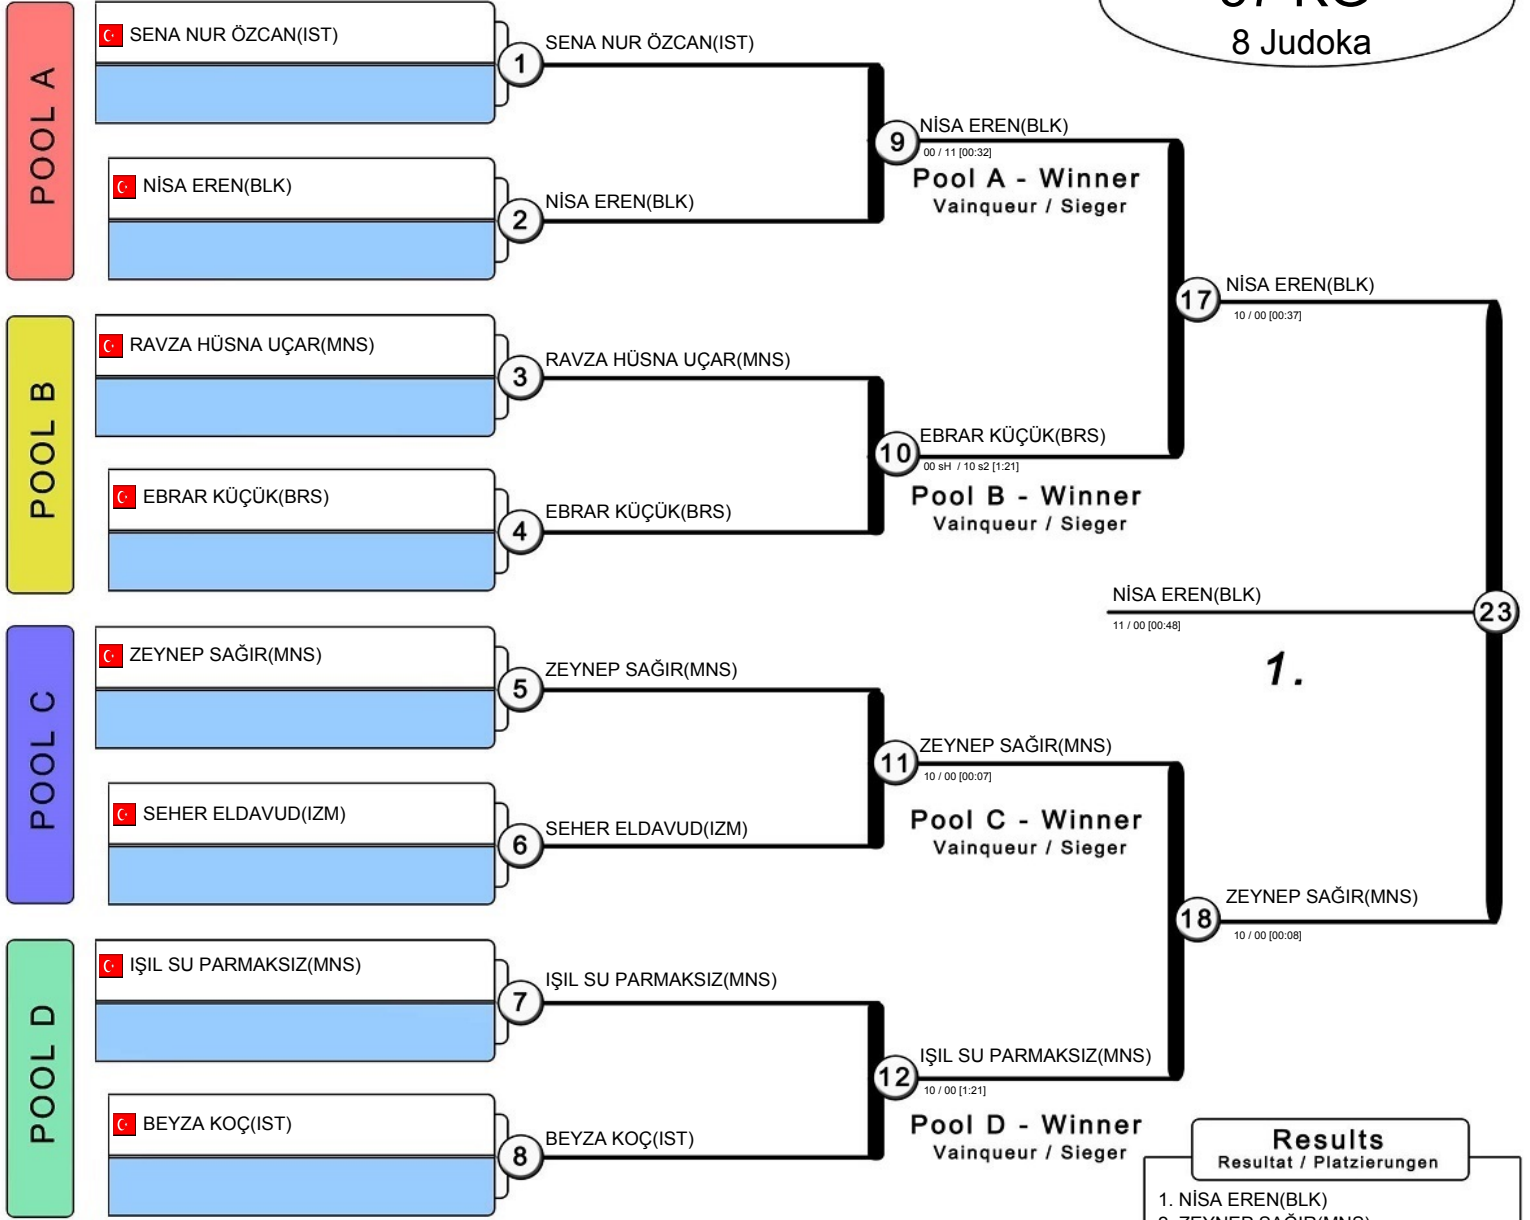 8 Judoka
POOL A
SENA NUR ÖZCAN(IST)
1
SENA NUR ÖZCAN(IST)
NİSA EREN(BLK)
2
NİSA EREN(BLK)
9
NİSA EREN(BLK)
00 / 11 [00:32]
Pool A - Winner
Vainqueur / Sieger
POOL B
RAVZA HÜSNA UÇAR(MNS)
3
RAVZA HÜSNA UÇAR(MNS)
EBRAR KÜÇÜK(BRS)
4
EBRAR KÜÇÜK(BRS)
10
EBRAR KÜÇÜK(BRS)
00 sH / 10 s2 [1:21]
Pool B - Winner
Vainqueur / Sieger
17
NİSA EREN(BLK)
10 / 00 [00:37]
POOL C
ZEYNEP SAĞIR(MNS)
5
ZEYNEP SAĞIR(MNS)
SEHER ELDAVUD(IZM)
6
SEHER ELDAVUD(IZM)
11
ZEYNEP SAĞIR(MNS)
10 / 00 [00:07]
Pool C - Winner
Vainqueur / Sieger
POOL D
IŞIL SU PARMAKSIZ(MNS)
7
IŞIL SU PARMAKSIZ(MNS)
BEYZA KOÇ(IST)
8
BEYZA KOÇ(IST)
12
IŞIL SU PARMAKSIZ(MNS)
10 / 00 [1:21]
Pool D - Winner
Vainqueur / Sieger
18
ZEYNEP SAĞIR(MNS)
10 / 00 [00:08]
NİSA EREN(BLK)
23
11 / 00 [00:48]
1.
Results
Resultat / Platzierungen
1. NİSA EREN(BLK)
2. ZEYNEP SAĞIR(MNS)